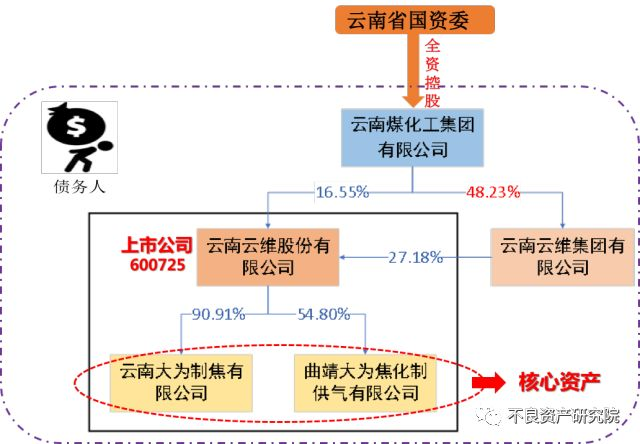 云南省国资委
全资控股
云南煤化工集团
有限公司
债务人
16.55%
48.23%
上市公司
600725
云南云维股份有
限公司
27.18%
云南云维集团有
限公司
90.91%
54.80%
云南大为制焦有
限公司
曲靖大为焦化制
供气有限公司
核心资产
不良资产研究院